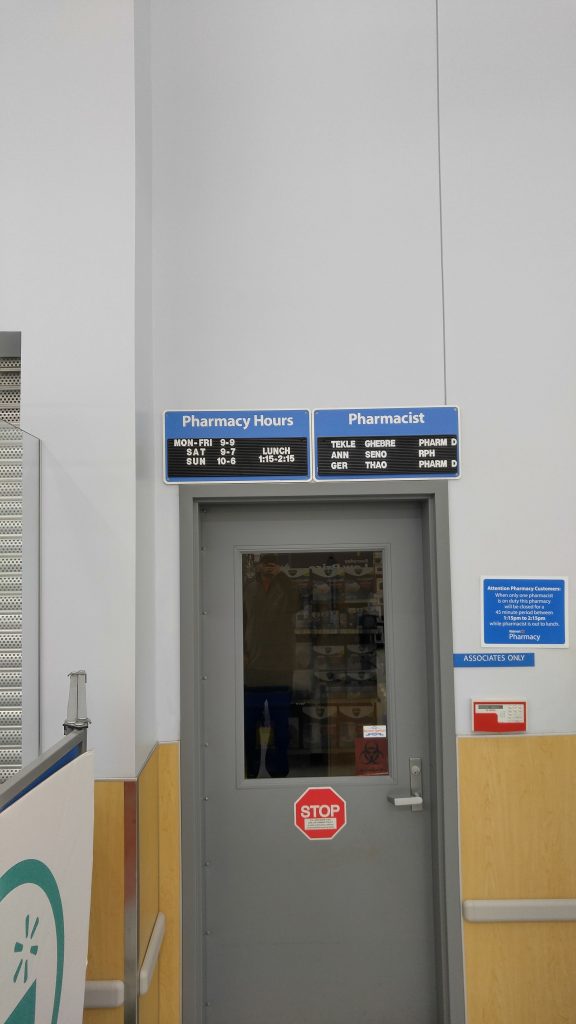 Pharmacy Hours
MON-FRI 9-9
SAT 9-7
SUN 10-6
LUNCH
1:15-2:15
Pharmacist
TEKLE GHEBRE PHARM D
ANN SENO RPH
GER THAO PHARM D
Attention Pharmacy Customers:
When only one pharmacist
is on duty this pharmacy
will be closed for a
45 minute period between
1:15pm to 2:15pm
while pharmacist is out to lunch.
Walmart
Pharmacy
ASSOCIATES ONLY
STOP